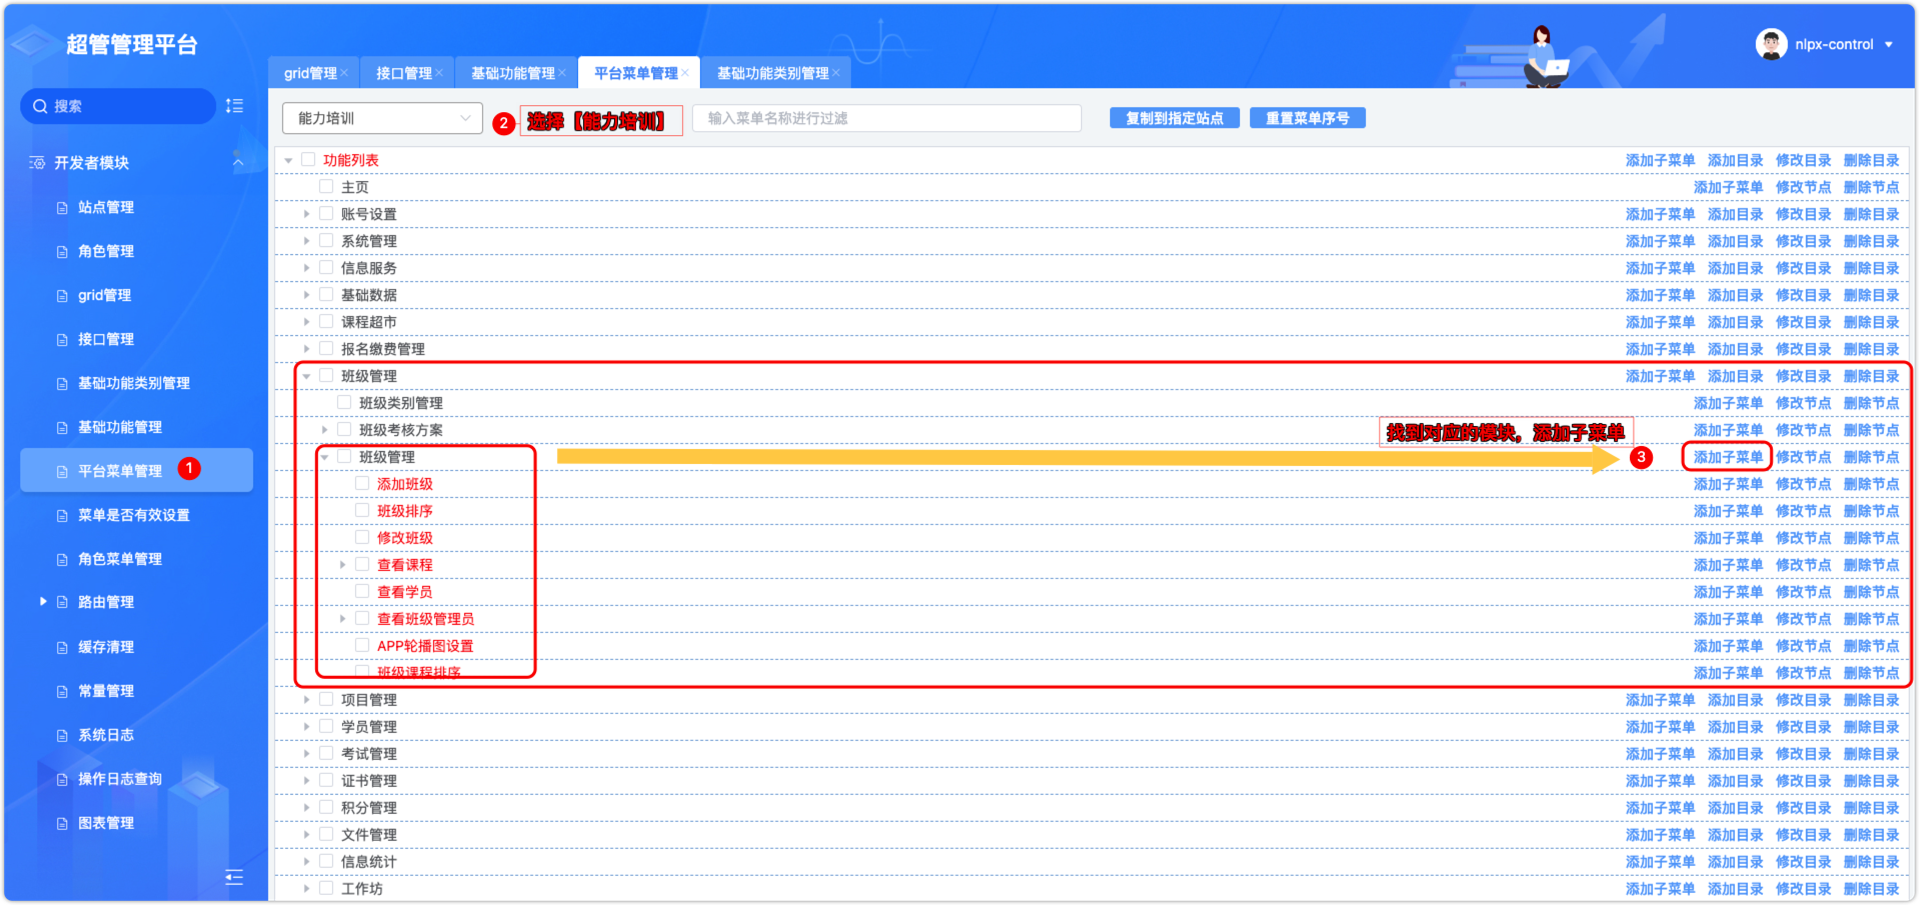 超管管理平台
nlpx-control
grid管理×
接口管理×
基础功能管理×
平台菜单管理×
基础功能类别管理×
搜索
能力培训
2
选择【能力培训】
输入菜单名称进行过滤
复制到指定站点
重置菜单序号
开发者模块
站点管理
角色管理
grid管理
接口管理
基础功能类别管理
基础功能管理
平台菜单管理 1
菜单是否有效设置
角色菜单管理
路由管理
缓存清理
常量管理
系统日志
操作日志查询
图表管理
功能列表 添加子菜单 添加目录 修改目录 删除目录
主页 添加子菜单 修改节点 删除节点
账号设置 添加子菜单 添加目录 修改目录 删除目录
系统管理 添加子菜单 添加目录 修改目录 删除目录
信息服务 添加子菜单 添加目录 修改目录 删除目录
基础数据 添加子菜单 添加目录 修改目录 删除目录
课程超市 添加子菜单 添加目录 修改目录 删除目录
报名缴费管理 添加子菜单 添加目录 修改目录 删除目录
班级管理 添加子菜单 添加目录 修改目录 删除目录
班级类别管理 添加子菜单 修改节点 删除节点
班级考核方案 添加子菜单 修改节点 删除节点
找到对应的模块，添加子菜单
班级管理 3 添加子菜单 修改节点 删除节点
添加班级 添加子菜单 修改节点 删除节点
班级排序 添加子菜单 修改节点 删除节点
修改班级 添加子菜单 修改节点 删除节点
查看课程 添加子菜单 修改节点 删除节点
查看学员 添加子菜单 修改节点 删除节点
查看班级管理员 添加子菜单 修改节点 删除节点
APP轮播图设置 添加子菜单 修改节点 删除节点
班级课程排序 添加子菜单 修改节点 删除节点
项目管理 添加子菜单 添加目录 修改目录 删除目录
学员管理 添加子菜单 添加目录 修改目录 删除目录
考试管理 添加子菜单 添加目录 修改目录 删除目录
证书管理 添加子菜单 添加目录 修改目录 删除目录
积分管理 添加子菜单 添加目录 修改目录 删除目录
文件管理 添加子菜单 添加目录 修改目录 删除目录
信息统计 添加子菜单 添加目录 修改目录 删除目录
工作坊 添加子菜单 添加目录 修改目录 删除目录